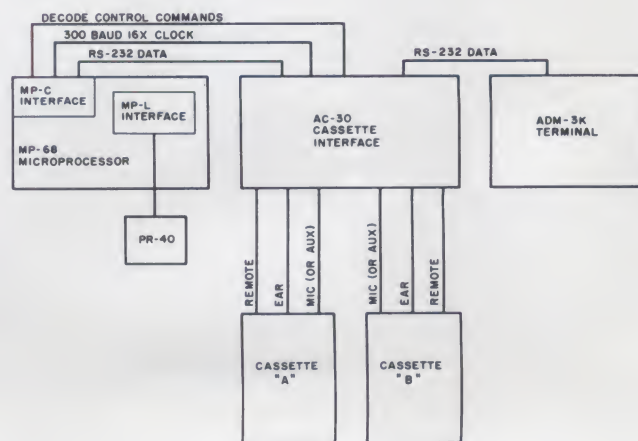 DECODE CONTROL COMMANDS
300 BAUD 16X CLOCK
RS-232 DATA
RS-232 DATA
MP-C
INTERFACE
MP-L
INTERFACE
MP-68
MICROPROCESSOR
AC-30
CASSETTE
INTERFACE
ADM-3K
TERMINAL
PR-40
REMOTE
EAR
MIC (OR AUX)
MIC (OR AUX)
EAR
REMOTE
CASSETTE
"A"
CASSETTE
"B"